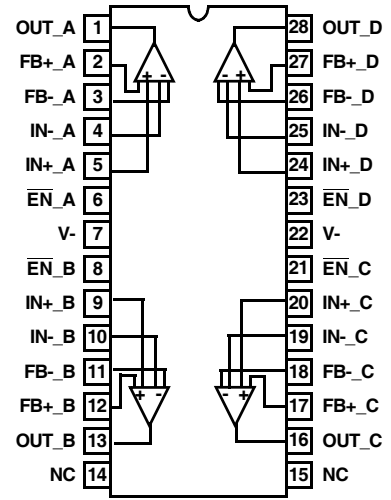 OUT_A 1 28 OUT_D
FB+_A 2 27 FB+_D
FB-_A 3 26 FB-_D
IN-_A 4 25 IN-_D
IN+_A 5 24 IN+_D
EN_A 6 23 EN_D
V- 7 22 V-
EN_B 8 21 EN_C
IN+_B 9 20 IN+_C
IN-_B 10 19 IN-_C
FB-_B 11 18 FB-_C
FB+_B 12 17 FB+_C
OUT_B 13 16 OUT_C
NC 14 15 NC
+ - - +
+ - - +